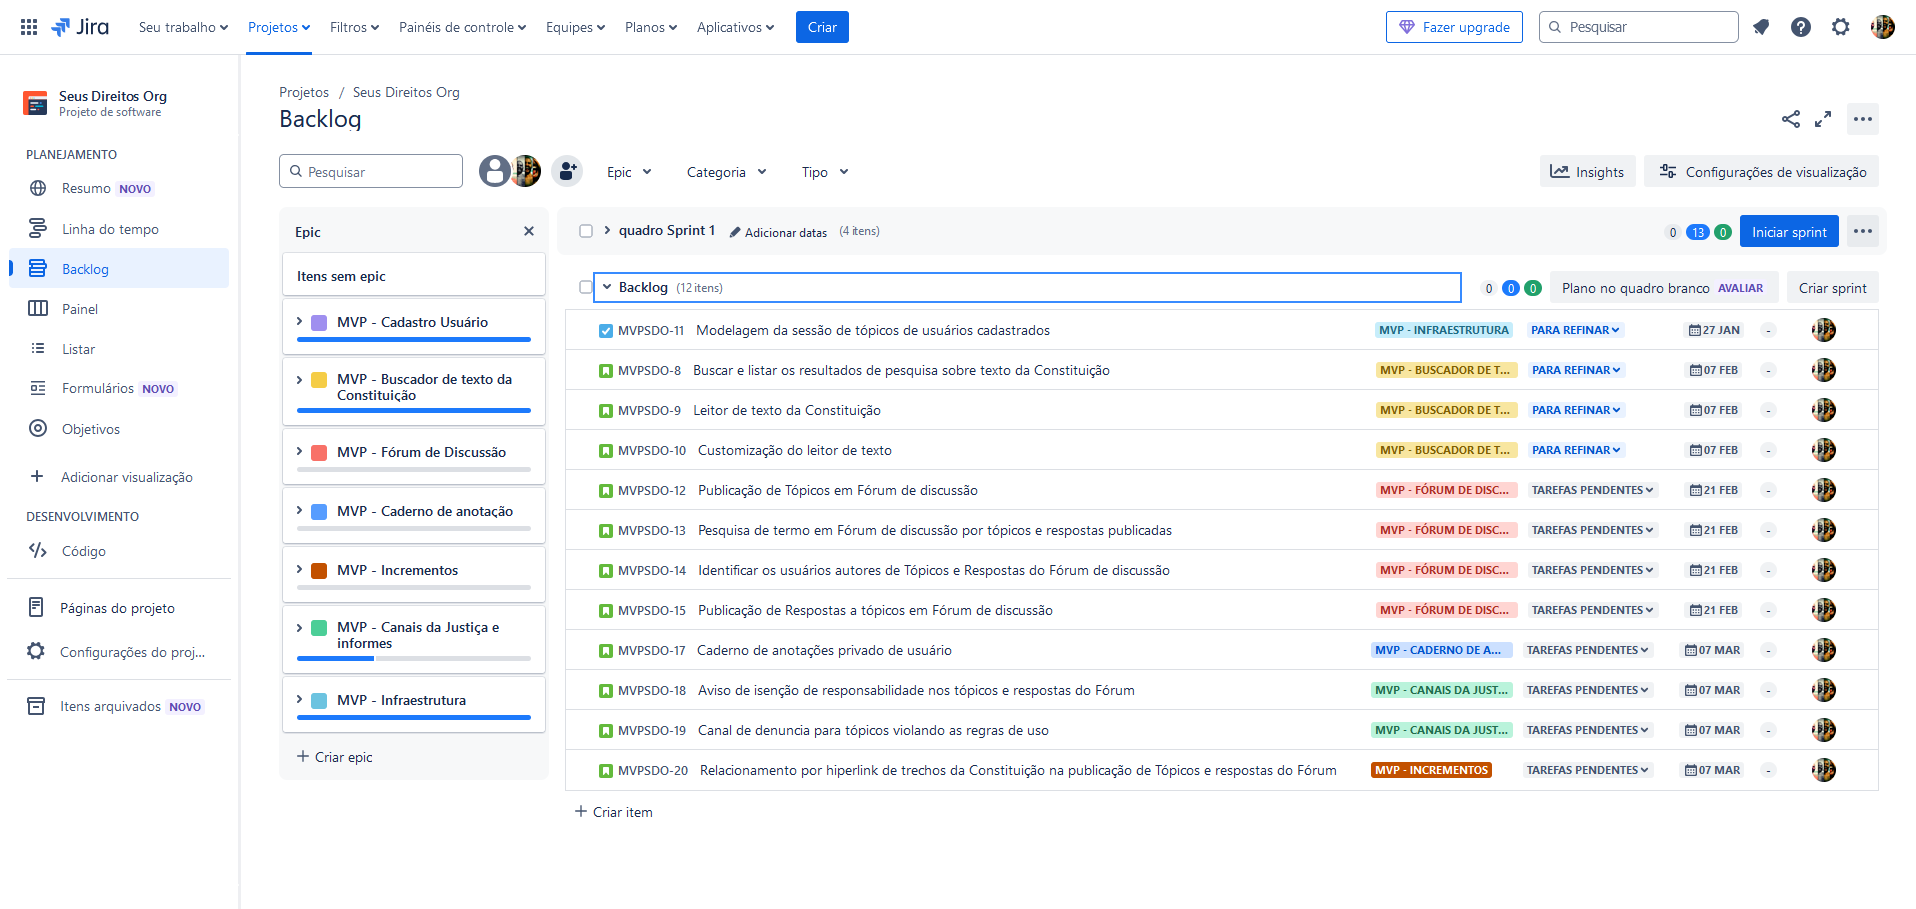 Jira Seu trabalho Projetos Filtros Painéis de controle Equipes Planos Aplicativos Criar Fazer upgrade Pesquisar
Seus Direitos Org
Projeto de software
PLANEJAMENTO
Resumo NOVO
Linha do tempo
Backlog
Painel
Listar
Formulários NOVO
Objetivos
Adicionar visualização
DESENVOLVIMENTO
Código
Páginas do projeto
Configurações do proj...
Itens arquivados NOVO
Projetos / Seus Direitos Org
Backlog
Pesquisar Epic Categoria Tipo Insights Configurações de visualização
Epic
Itens sem epic
MVP - Cadastro Usuário
MVP - Buscador de texto da
Constituição
MVP - Fórum de Discussão
MVP - Caderno de anotação
MVP - Incrementos
MVP - Canais da Justiça e
informes
MVP - Infraestrutura
Criar epic
quadro Sprint 1 Adicionar datas (4 itens) 0 13 0 Iniciar sprint
Backlog (12 itens) 0 0 0 Plano no quadro branco AVALIAR Criar sprint
MVPSDO-11 Modelagem da sessão de tópicos de usuários cadastrados MVP - INFRAESTRUTURA PARA REFINAR 27 JAN -
MVPSDO-8 Buscar e listar os resultados de pesquisa sobre texto da Constituição MVP - BUSCADOR DE T... PARA REFINAR 07 FEB -
MVPSDO-9 Leitor de texto da Constituição MVP - BUSCADOR DE T... PARA REFINAR 07 FEB -
MVPSDO-10 Customização do leitor de texto MVP - BUSCADOR DE T... PARA REFINAR 07 FEB -
MVPSDO-12 Publicação de Tópicos em Fórum de discussão MVP - FÓRUM DE DISC... TAREFAS PENDENTES 21 FEB -
MVPSDO-13 Pesquisa de termo em Fórum de discussão por tópicos e respostas publicadas MVP - FÓRUM DE DISC... TAREFAS PENDENTES 21 FEB -
MVPSDO-14 Identificar os usuários autores de Tópicos e Respostas do Fórum de discussão MVP - FÓRUM DE DISC... TAREFAS PENDENTES 21 FEB -
MVPSDO-15 Publicação de Respostas a tópicos em Fórum de discussão MVP - FÓRUM DE DISC... TAREFAS PENDENTES 21 FEB -
MVPSDO-17 Caderno de anotações privado de usuário MVP - CADERNO DE A... TAREFAS PENDENTES 07 MAR -
MVPSDO-18 Aviso de isenção de responsabilidade nos tópicos e respostas do Fórum MVP - CANAIS DA JUST... TAREFAS PENDENTES 07 MAR -
MVPSDO-19 Canal de denuncia para tópicos violando as regras de uso MVP - CANAIS DA JUST... TAREFAS PENDENTES 07 MAR -
MVPSDO-20 Relacionamento por hiperlink de trechos da Constituição na publicação de Tópicos e respostas do Fórum MVP - INCREMENTOS TAREFAS PENDENTES 07 MAR -
Criar item